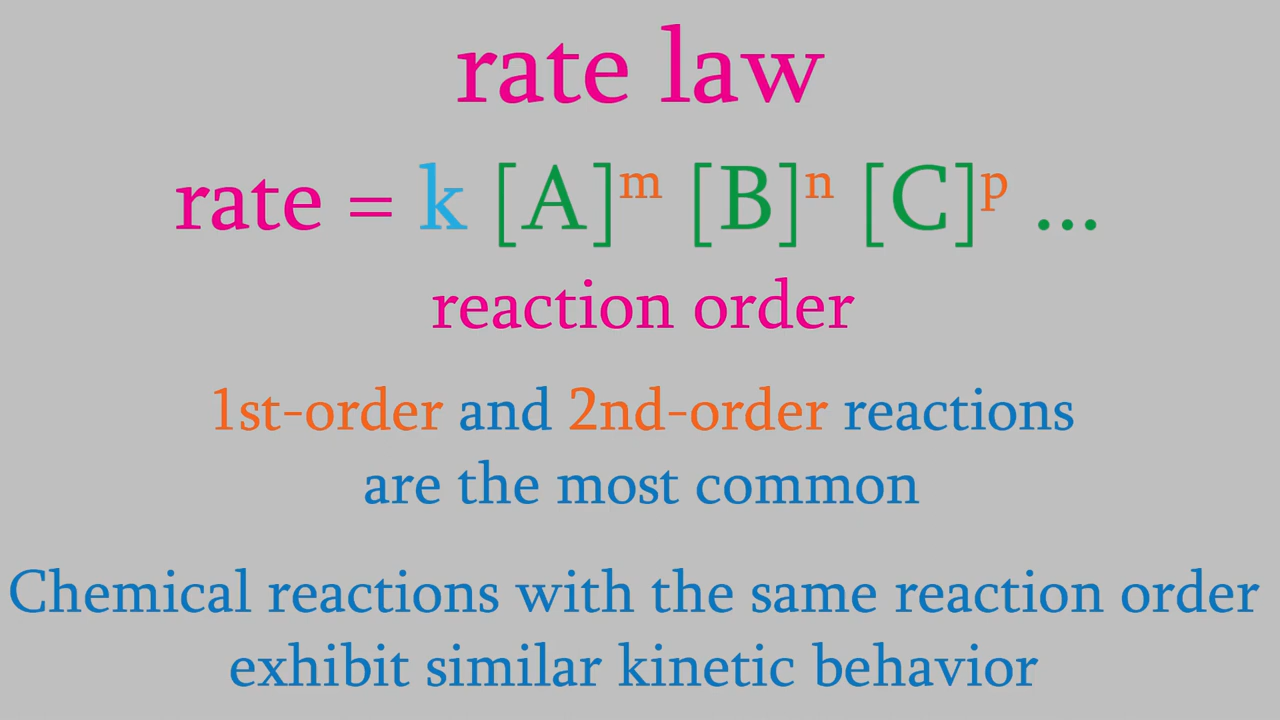 rate law
rate = k [A]ᵐ [B]ⁿ [C]ᵖ ...
reaction order
1st-order and 2nd-order reactions
are the most common
Chemical reactions with the same reaction order
exhibit similar kinetic behavior